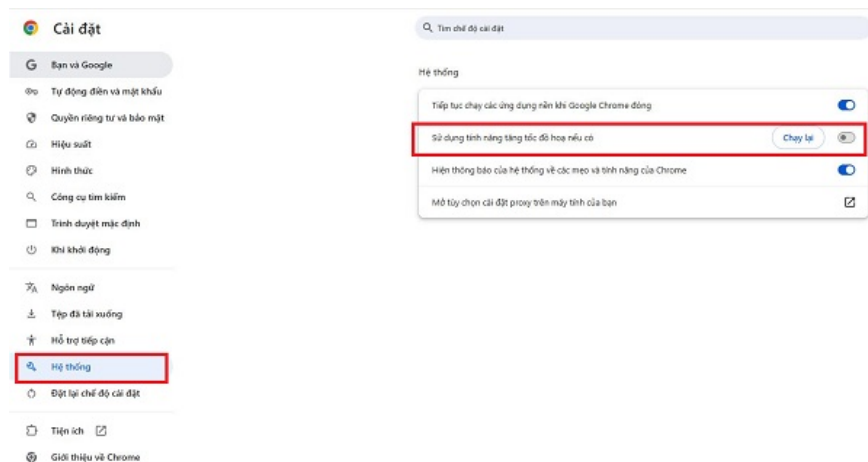 Cài đặt
Tìm chế độ cài đặt
Bạn và Google
Tự động điền và mật khẩu
Quyền riêng tư và bảo mật
Hiệu suất
Hình thức
Công cụ tìm kiếm
Trình duyệt mặc định
Khi khởi động
Ngôn ngữ
Tệp đã tải xuống
Hỗ trợ tiếp cận
Hệ thống
Đặt lại chế độ cài đặt
Tiện ích
Giới thiệu về Chrome
Hệ thống
Tiếp tục chạy các ứng dụng nền khi Google Chrome đóng
Sử dụng tính năng tăng tốc đồ hoạ nếu có
Chạy lại
Hiện thông báo của hệ thống về các mẹo và tính năng của Chrome
Mở tùy chọn cài đặt proxy trên máy tính của bạn